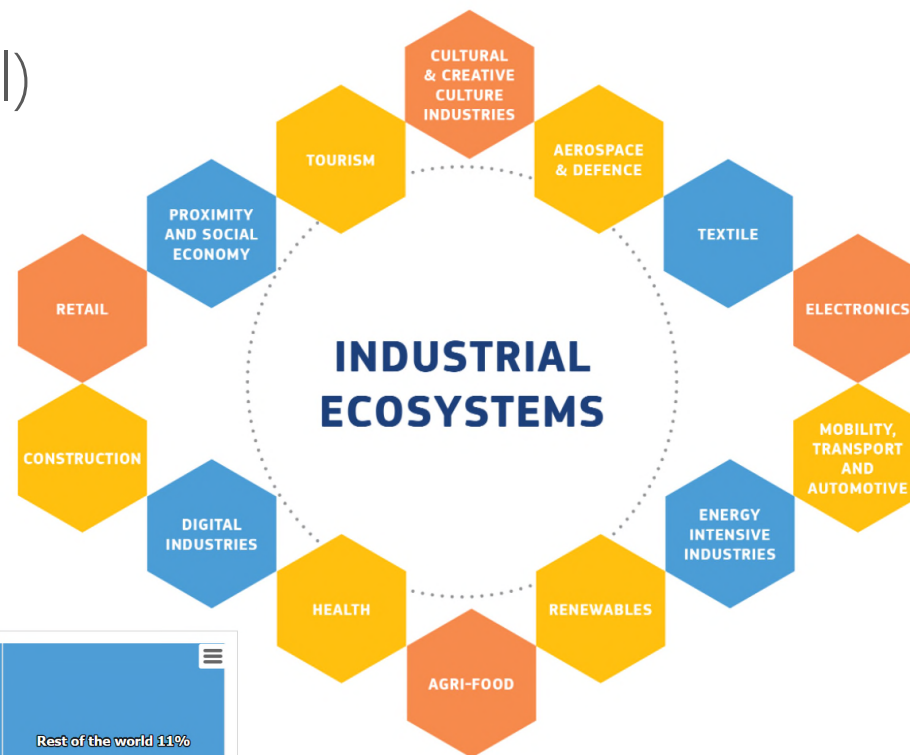 l)
CULTURAL
& CREATIVE
CULTURE
INDUSTRIES
TOURISM
AEROSPACE
& DEFENCE
PROXIMITY
AND SOCIAL
ECONOMY
TEXTILE
RETAIL
ELECTRONICS
INDUSTRIAL
ECOSYSTEMS
CONSTRUCTION
MOBILITY,
TRANSPORT
AND
AUTOMOTIVE
DIGITAL
INDUSTRIES
ENERGY
INTENSIVE
INDUSTRIES
HEALTH
RENEWABLES
AGRI-FOOD
Rest of the world 11%